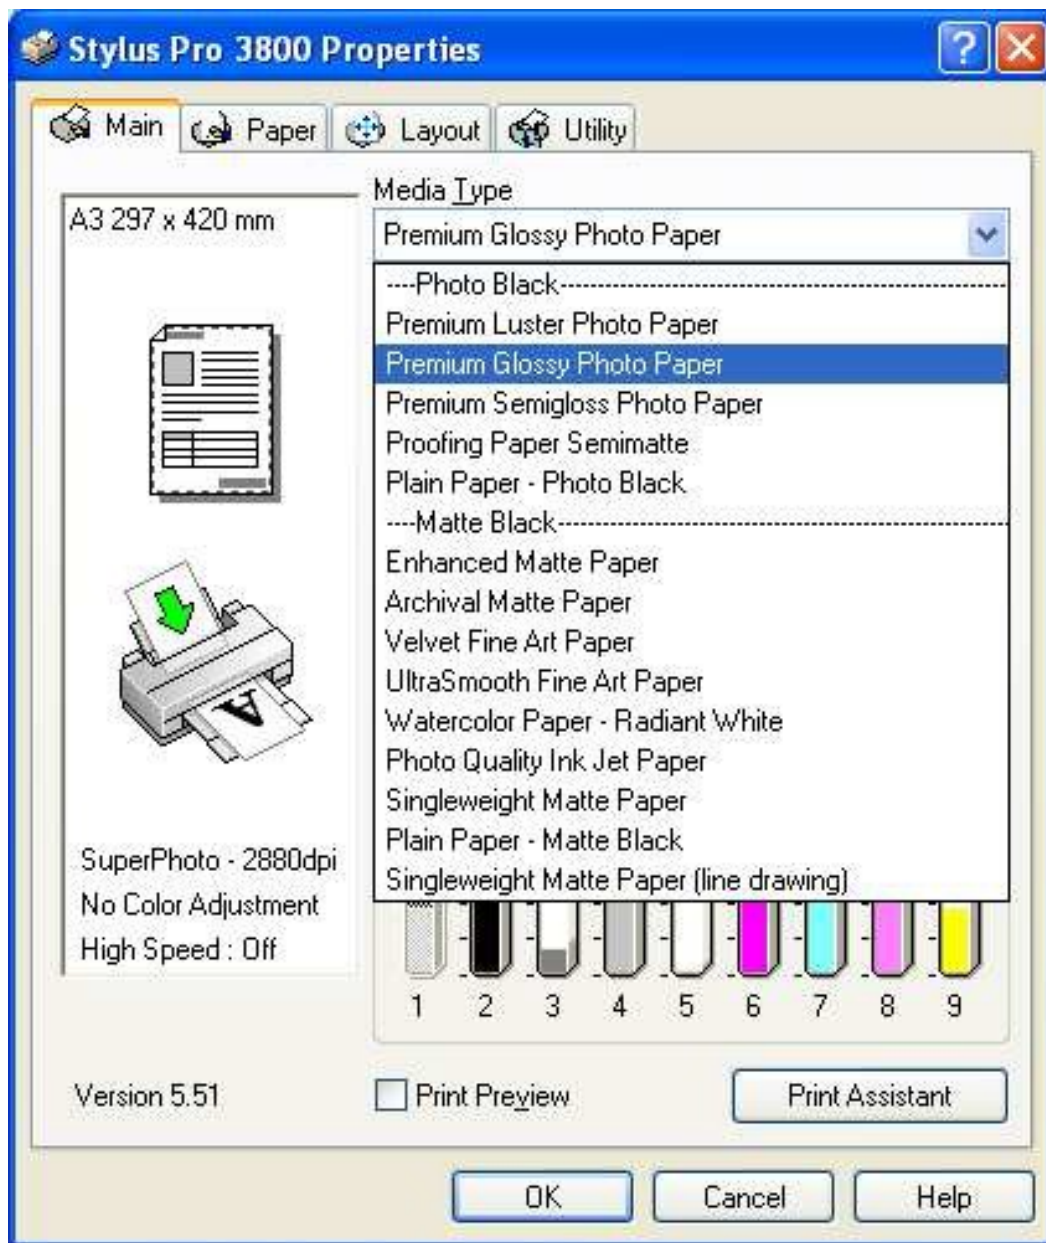 Stylus Pro 3800 Properties
Main Paper Layout Utility
Media Type
A3 297 x 420 mm
Premium Glossy Photo Paper
---Photo Black---
Premium Luster Photo Paper
Premium Glossy Photo Paper
Premium Semigloss Photo Paper
Proofing Paper Semimatte
Plain Paper - Photo Black
---Matte Black---
Enhanced Matte Paper
Archival Matte Paper
Velvet Fine Art Paper
UltraSmooth Fine Art Paper
Watercolor Paper - Radiant White
Photo Quality Ink Jet Paper
Singleweight Matte Paper
Plain Paper - Matte Black
Singleweight Matte Paper (line drawing)
A
SuperPhoto - 2880dpi
No Color Adjustment
High Speed : Off
1 2 3 4 5 6 7 8 9
Version 5.51
Print Preview
Print Assistant
OK Cancel Help